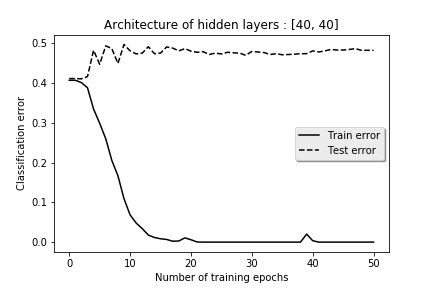 Architecture of hidden layers : [40, 40]
Classification error
0.5
0.4
0.3
0.2
0.1
0.0
Train error
Test error
0 10 20 30 40 50
Number of training epochs